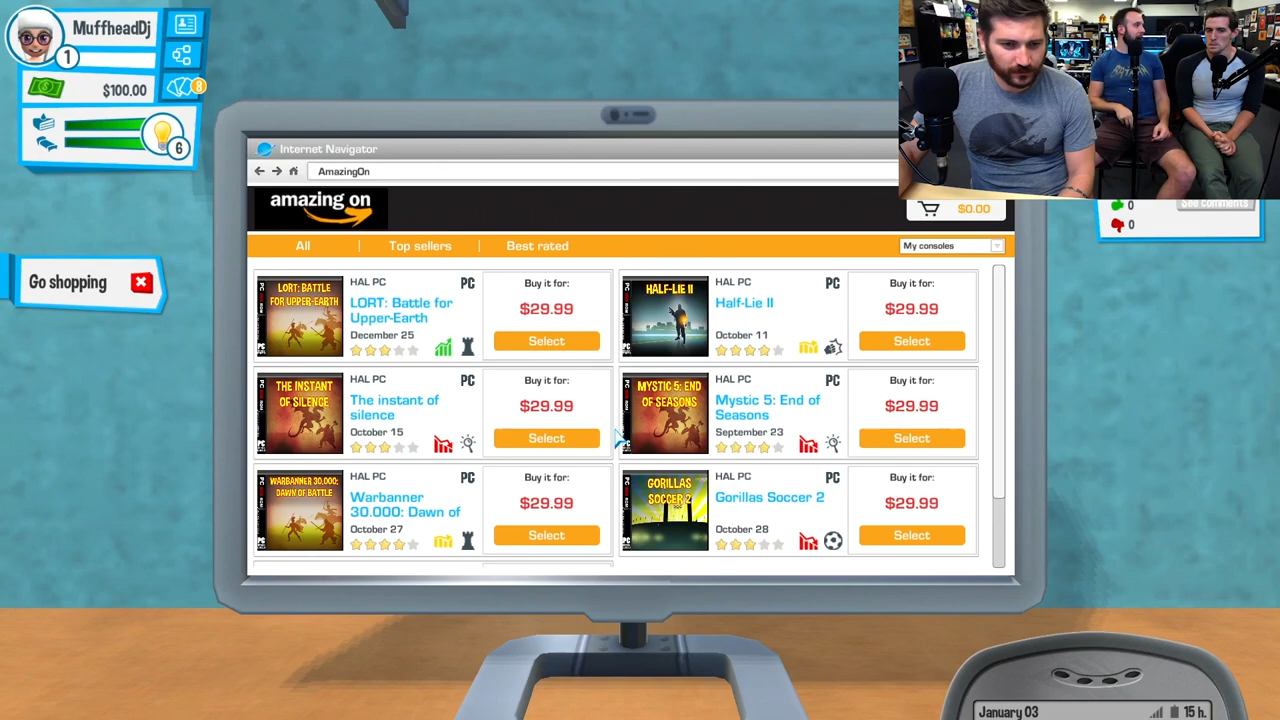 MuffheadDj
1
$100.00
8
6
Go shopping
Internet Navigator
AmazingOn
amazing on
$0.00
All | Top sellers | Best rated
My consoles
LORT: BATTLE
FOR UPPER-EARTH
HAL PC
PC
LORT: Battle for
Upper-Earth
December 25
Buy it for:
$29.99
Select
HALF-LIE II
HAL PC
PC
Half-Lie II
October 11
Buy it for:
$29.99
Select
THE INSTANT
OF SILENCE
HAL PC
PC
The instant of
silence
October 15
Buy it for:
$29.99
Select
MYSTIC 5: END
OF SEASONS
HAL PC
PC
Mystic 5: End of
Seasons
September 23
Buy it for:
$29.99
Select
WARBANNER 30.000:
DAWN OF BATTLE
HAL PC
PC
Warbanner
30.000: Dawn of
October 27
Buy it for:
$29.99
Select
GORILLAS
SOCCER 2
HAL PC
PC
Gorillas Soccer 2
October 28
Buy it for:
$29.99
Select
0
See comments
0
January 03
15 h.